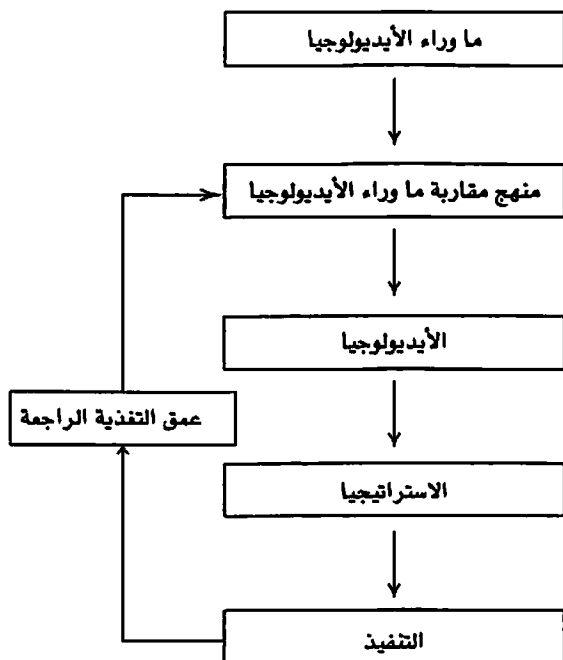 ما وراء الأيديولوجيا
منهج مقاربة ما وراء الأيديولوجيا
الأيديولوجيا
عمق التغذية الراجعة
الاستراتيجيا
التنفيذ